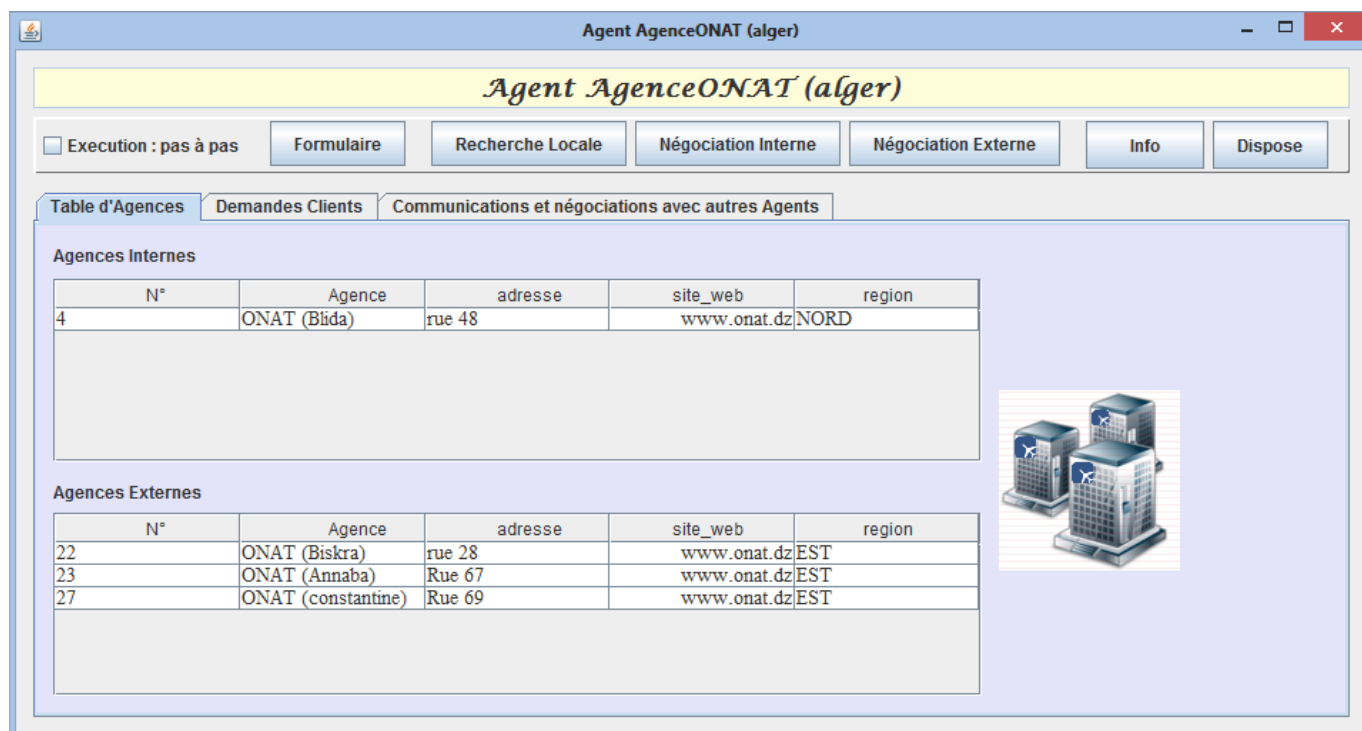 Agent AgenceONAT (alger)
Agent AgenceONAT (alger)
Execution : pas à pas Formulaire Recherche Locale Négociation Interne Négociation Externe Info Dispose
Table d'Agences Demandes Clients Communications et négociations avec autres Agents
Agences Internes
N° Agence adresse site_web region
4 ONAT (Blida) rue 48 www.onat.dz NORD
Agences Externes
N° Agence adresse site_web region
22 ONAT (Biskra) rue 28 www.onat.dz EST
23 ONAT (Annaba) Rue 67 www.onat.dz EST
27 ONAT (constantine) Rue 69 www.onat.dz EST